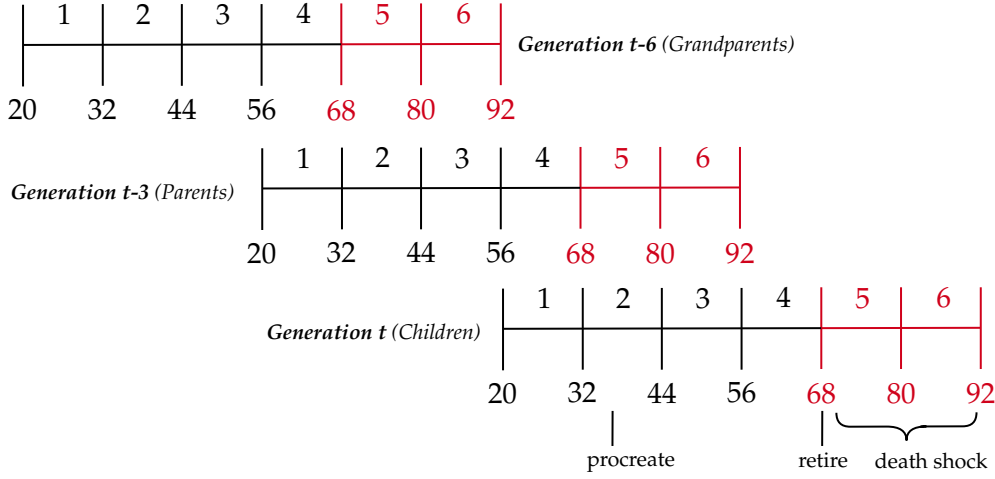 1 2 3 4 5 6
Generation t-6 (Grandparents)
20 32 44 56 68 80 92
1 2 3 4 5 6
Generation t-3 (Parents)
20 32 44 56 68 80 92
1 2 3 4 5 6
Generation t (Children)
20 32 44 56 68 80 92
procreate retire death shock